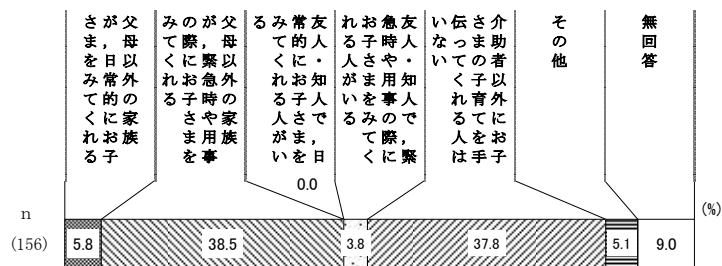 父母以外の家族
が，日常的にお子
さまをみてくれる
父母以外の家族
が，緊急時や用事
の際にお子さまを
みてくれる
友人・知人で，日
常的にお子さまを
みてくれる人がい
る
友人・知人で，緊
急時や用事の際に
お子さまをみてく
れる人がいる
介助者以外にお子
さまの子育てを手
伝ってくれる人は
いない
その他
無回答
0.0
(%)
n
(156)
5.8
38.5
3.8
37.8
5.1
9.0